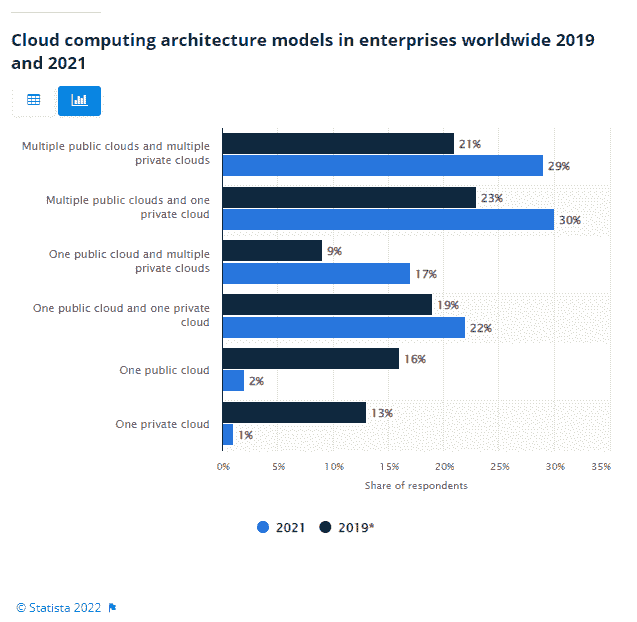 Cloud computing architecture models in enterprises worldwide 2019
and 2021
Multiple public clouds and multiple
private clouds
21%
29%
Multiple public clouds and one
private cloud
23%
30%
One public cloud and multiple
private clouds
9%
17%
One public cloud and one private
cloud
19%
22%
One public cloud
16%
2%
One private cloud
13%
1%
0% 5% 10% 15% 20% 25% 30% 35%
Share of respondents
2021 2019*
© Statista 2022